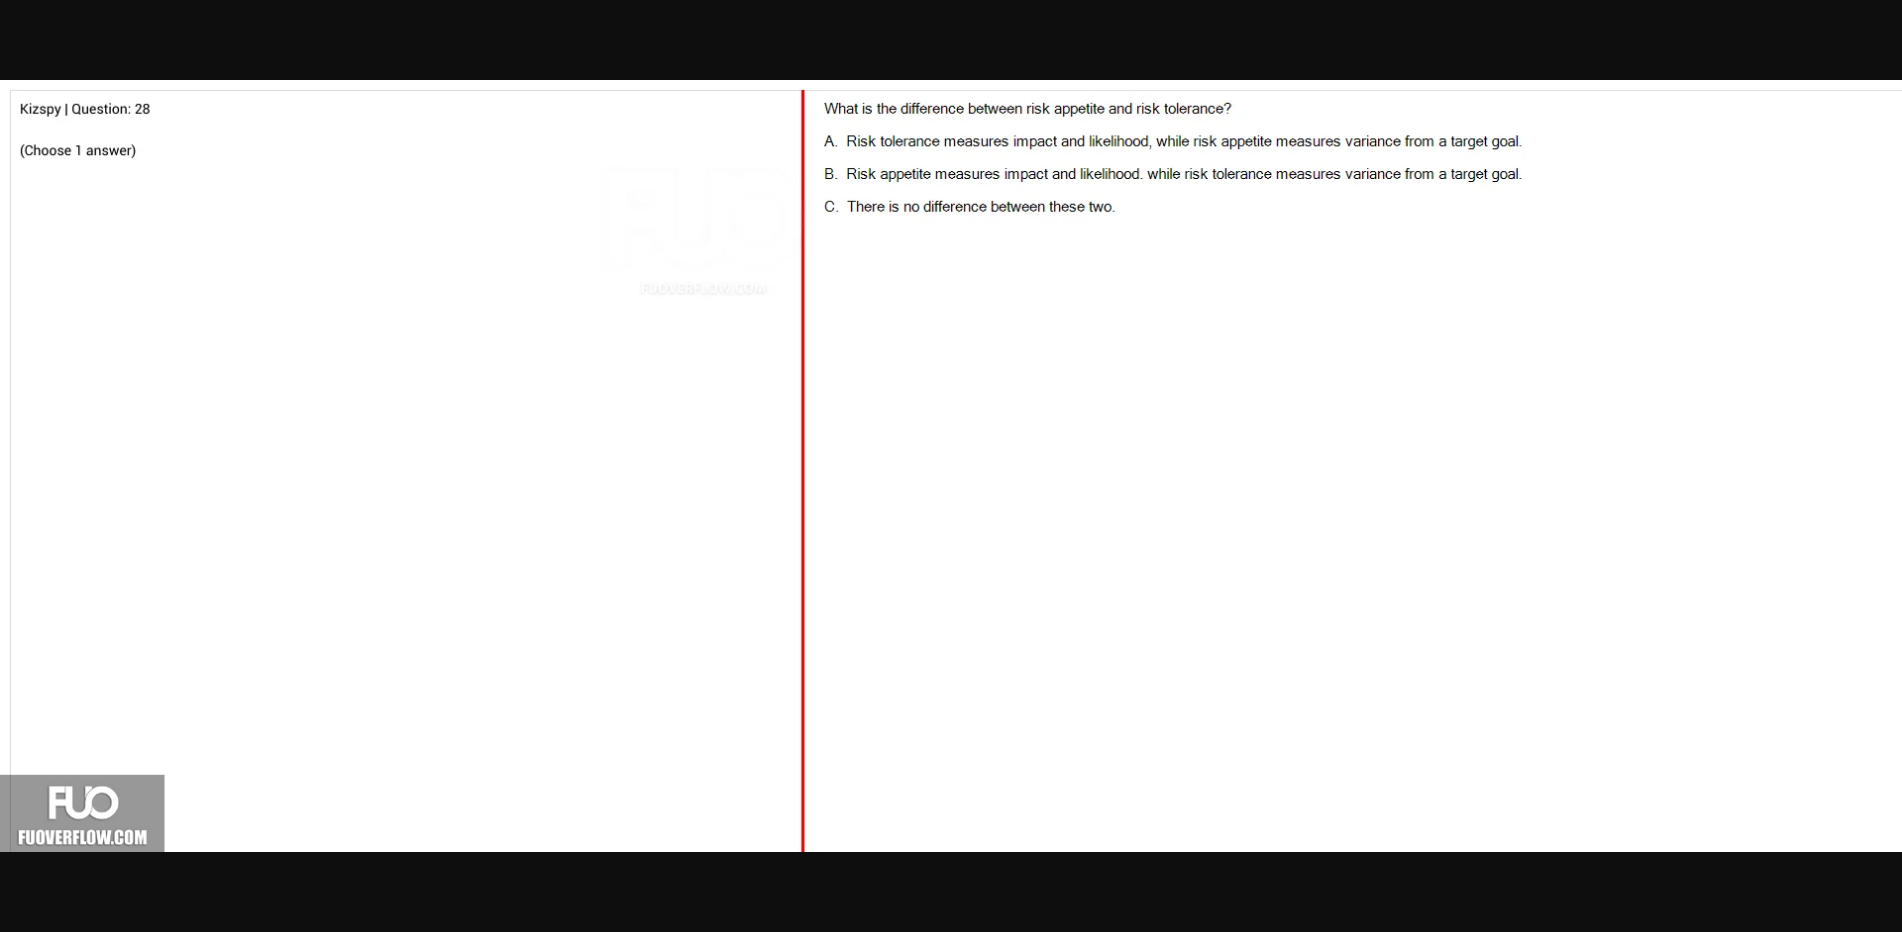 Kizspy | Question: 28
(Choose 1 answer)
What is the difference between risk appetite and risk tolerance?
A. Risk tolerance measures impact and likelihood, while risk appetite measures variance from a target goal.
B. Risk appetite measures impact and likelihood. while risk tolerance measures variance from a target goal.
C. There is no difference between these two.
FUO
FUOVERFLOW.COM
FUO
FUOVERFLOW.COM